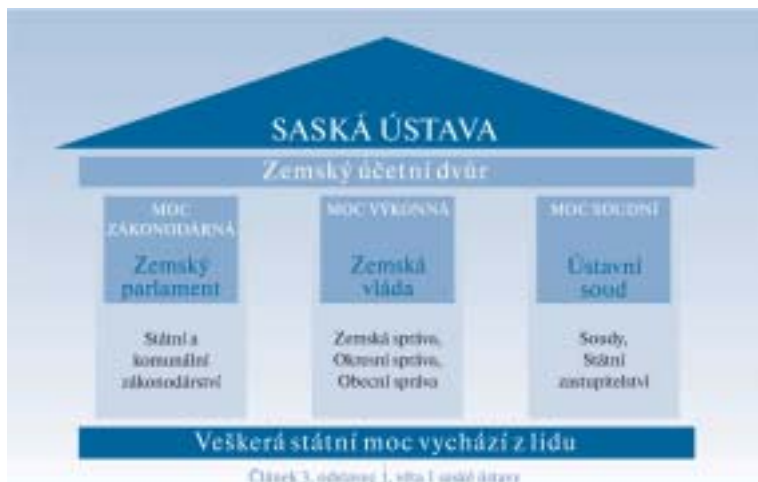 SASKÁ ÚSTAVA
Zemský účetní dvůr
MOC
ZÁKONODÁRNÁ
Zemský
parlament
Státní a
komunální
zákonodárství
MOC VÝKONNÁ
Zemská
vláda
Zemská správa,
Okresní správa,
Obecní správa
MOC SOUDNÍ
Ústavní
soud
Soudy,
Státní
zastupitelství
Veškerá státní moc vychází z lidu
Článek 3, odstavec 1, věta 1 saské ústavy